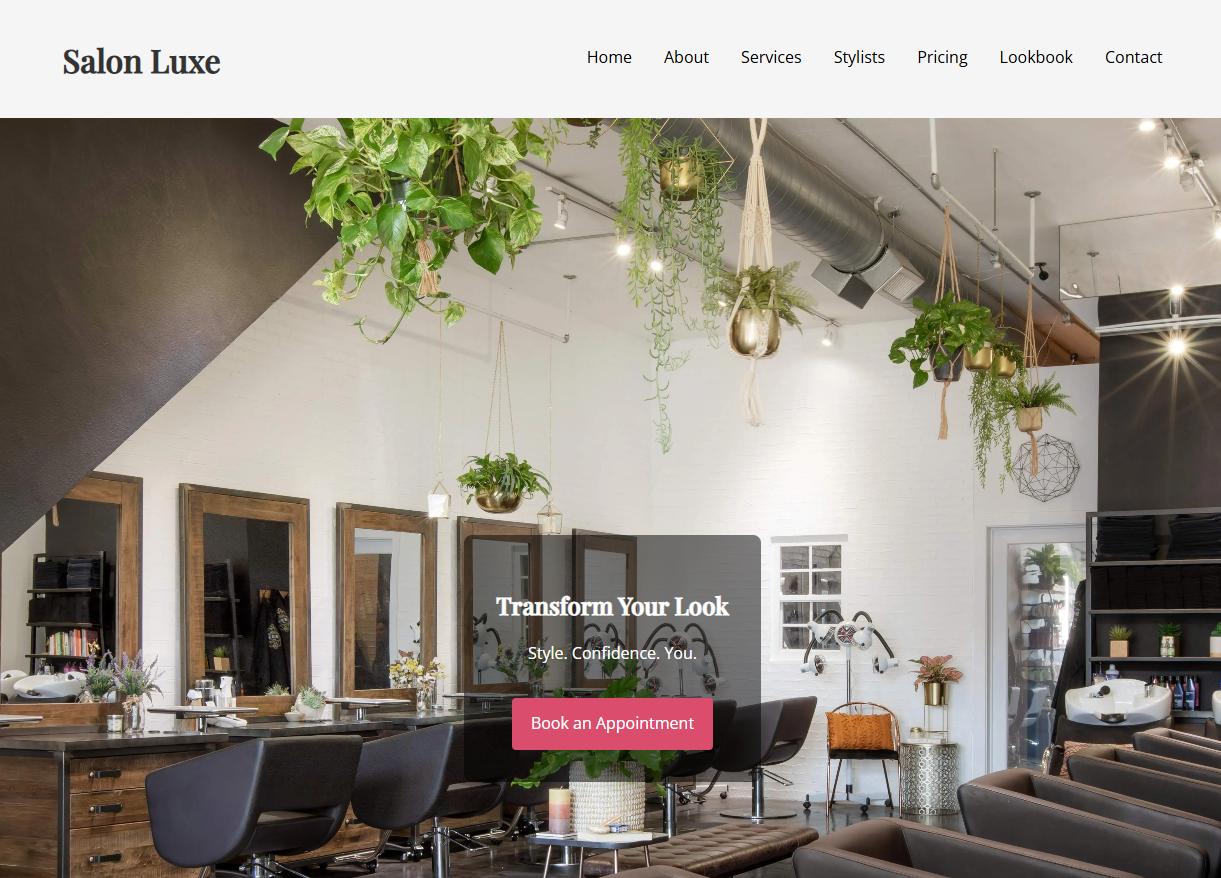 Salon Luxe
Home About Services Stylists Pricing Lookbook Contact
Transform Your Look
Style. Confidence. You.
Book an Appointment